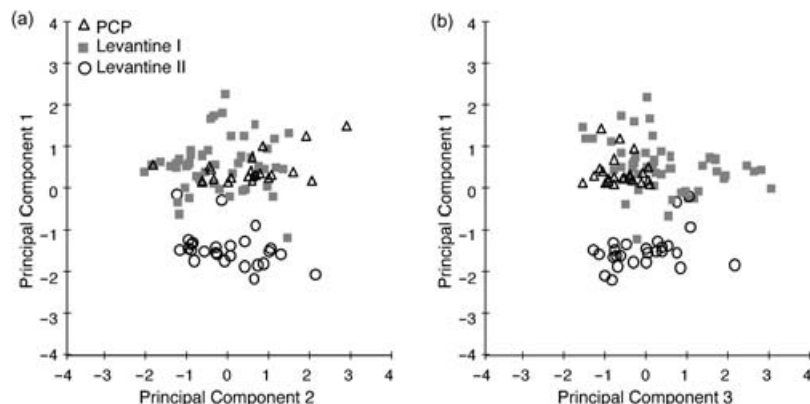 (a)
PCP
Levantine I
Levantine II
Principal Component 1
4
3
2
1
0
−1
−2
−3
−4
−4 −3 −2 −1 0 1 2 3 4
Principal Component 2
(b)
Principal Component 1
4
3
2
1
0
−1
−2
−3
−4
−4 −3 −2 −1 0 1 2 3 4
Principal Component 3